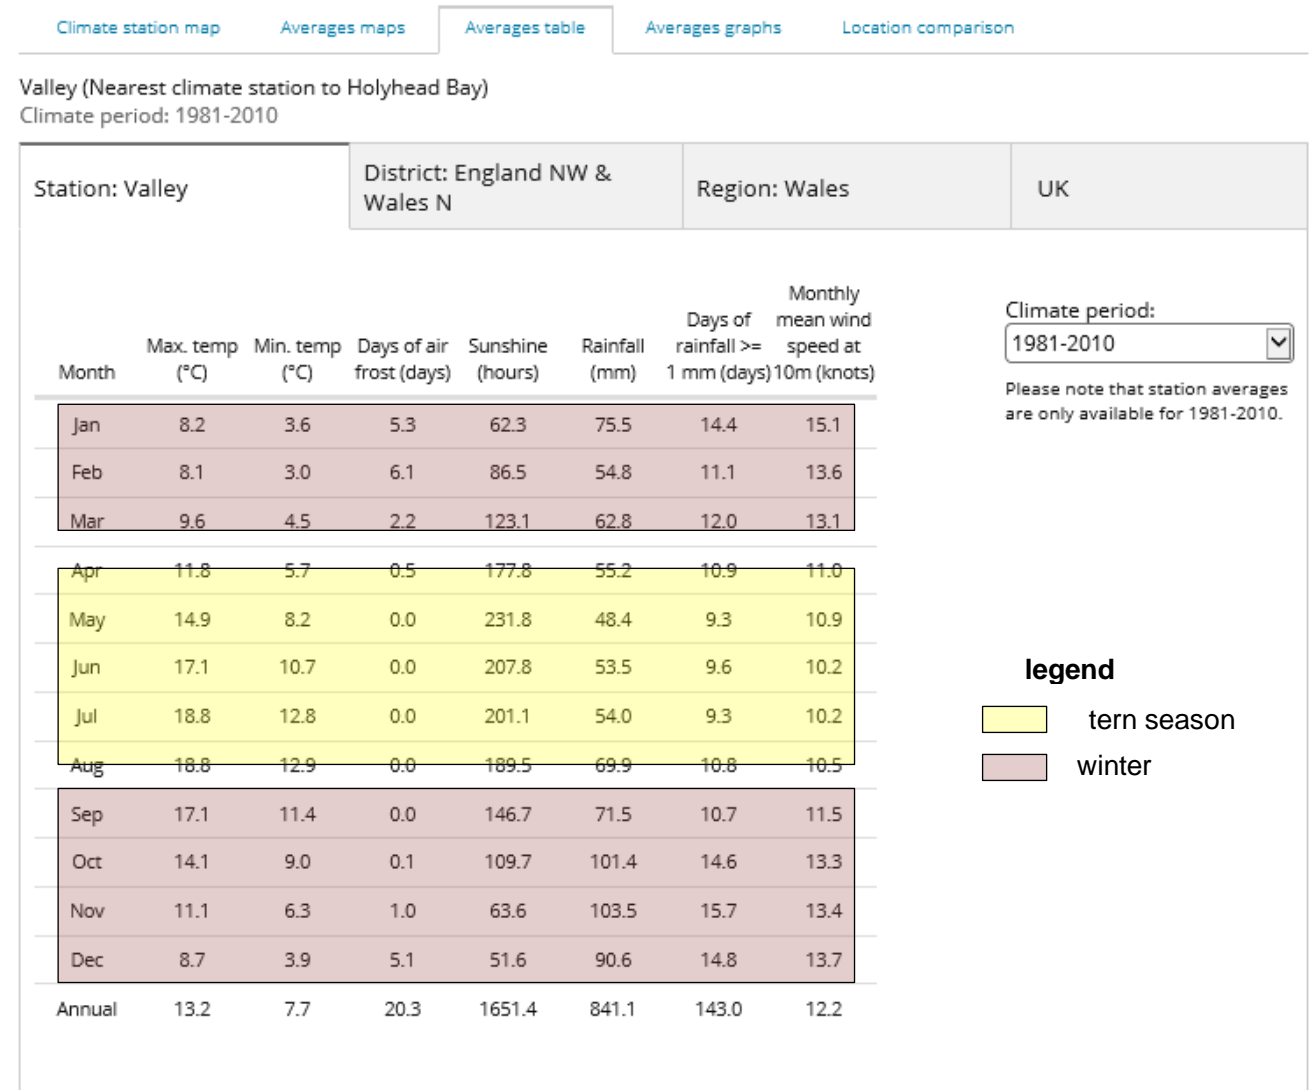 Climate station map Averages maps Averages table Averages graphs Location comparison
Valley (Nearest climate station to Holyhead Bay)
Climate period: 1981-2010
Station: Valley
District: England NW &
Wales N
Region: Wales
UK
Month
Max. temp
(°C)
Min. temp
(°C)
Days of air
frost (days)
Sunshine
(hours)
Rainfall
(mm)
Days of
rainfall >=
1 mm (days)
Monthly
mean wind
speed at
10m (knots)
Jan 8.2 3.6 5.3 62.3 75.5 14.4 15.1
Feb 8.1 3.0 6.1 86.5 54.8 11.1 13.6
Mar 9.6 4.5 2.2 123.1 62.8 12.0 13.1
Apr 11.8 5.7 0.5 177.8 55.2 10.9 11.0
May 14.9 8.2 0.0 231.8 48.4 9.3 10.9
Jun 17.1 10.7 0.0 207.8 53.5 9.6 10.2
Jul 18.8 12.8 0.0 201.1 54.0 9.3 10.2
Aug 18.8 12.9 0.0 189.5 69.9 10.8 10.5
Sep 17.1 11.4 0.0 146.7 71.5 10.7 11.5
Oct 14.1 9.0 0.1 109.7 101.4 14.6 13.3
Nov 11.1 6.3 1.0 63.6 103.5 15.7 13.4
Dec 8.7 3.9 5.1 51.6 90.6 14.8 13.7
Annual 13.2 7.7 20.3 1651.4 841.1 143.0 12.2
Climate period:
1981-2010
Please note that station averages
are only available for 1981-2010.
legend
tern season
winter